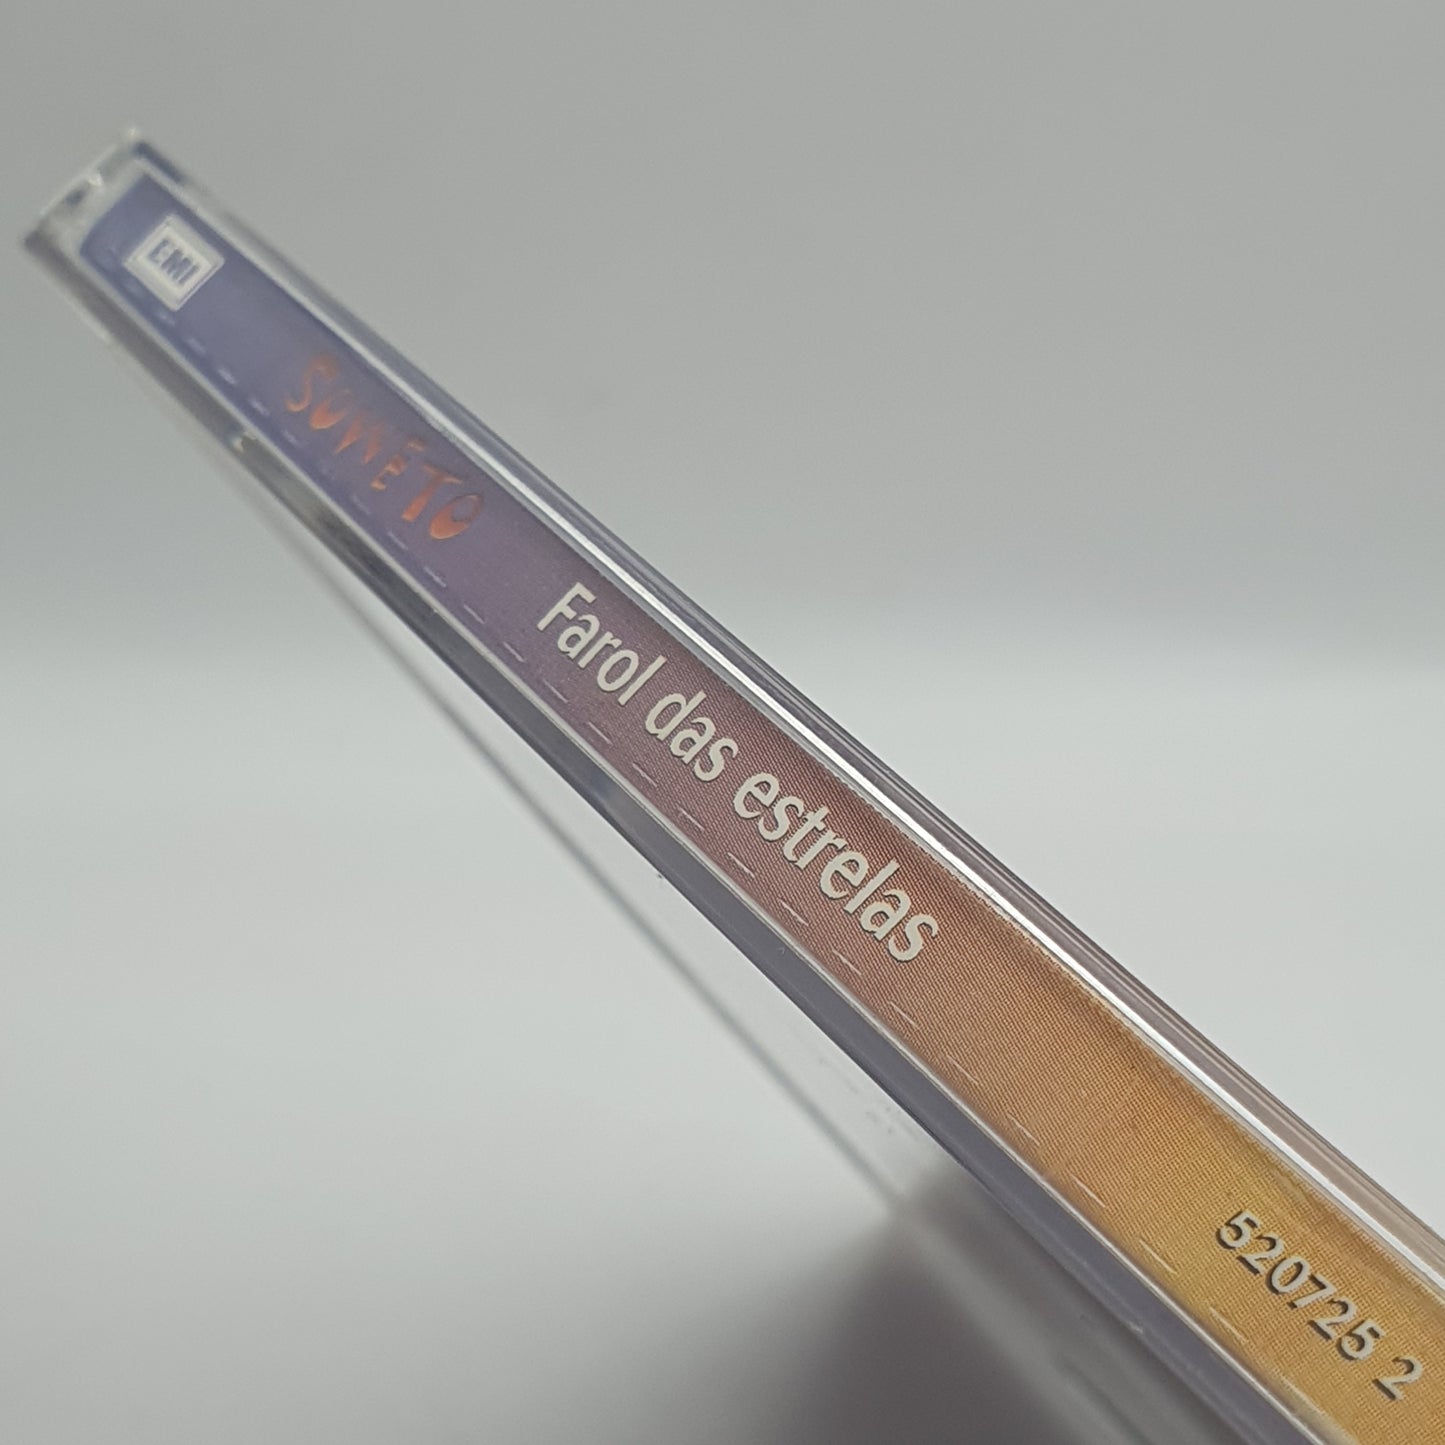 EMI
SOWETO
Farol das estrelas
520725 2